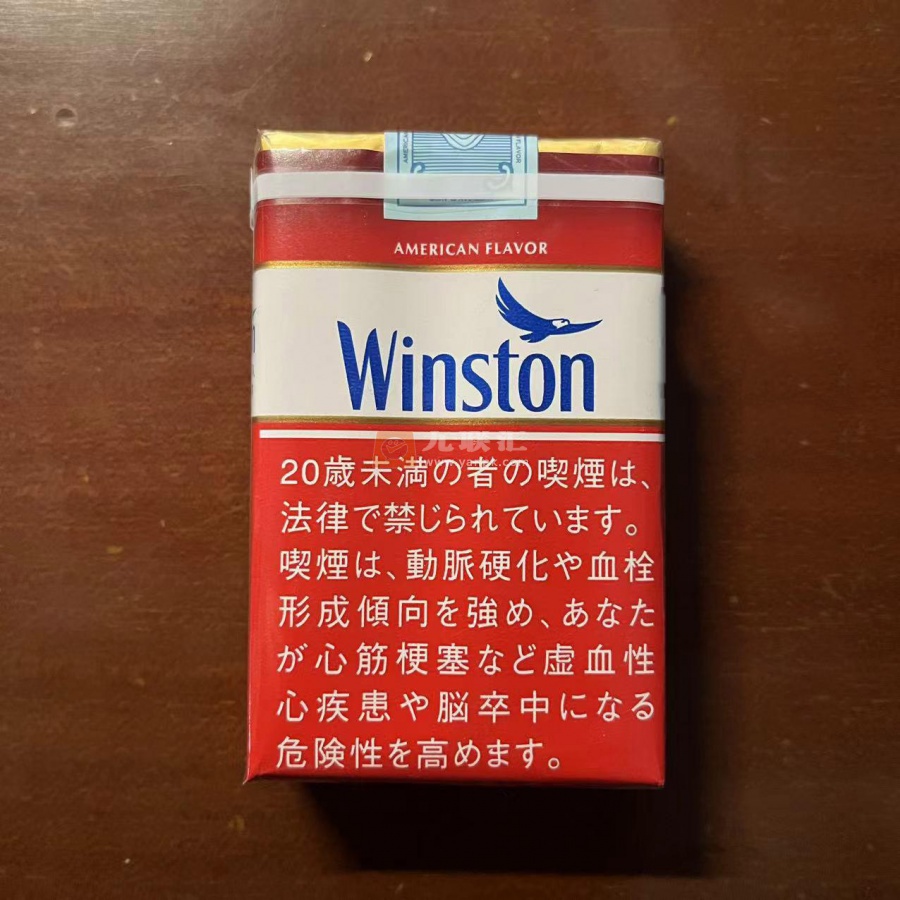 AMERICAN FLAVOR
Winston
20歳未満の者の喫煙は、
法律で禁じられています。
喫煙は、動脈硬化や血栓
形成傾向を強め、あなた
が心筋梗塞など虚血性
心疾患や脳卒中になる
危険性を高めます。